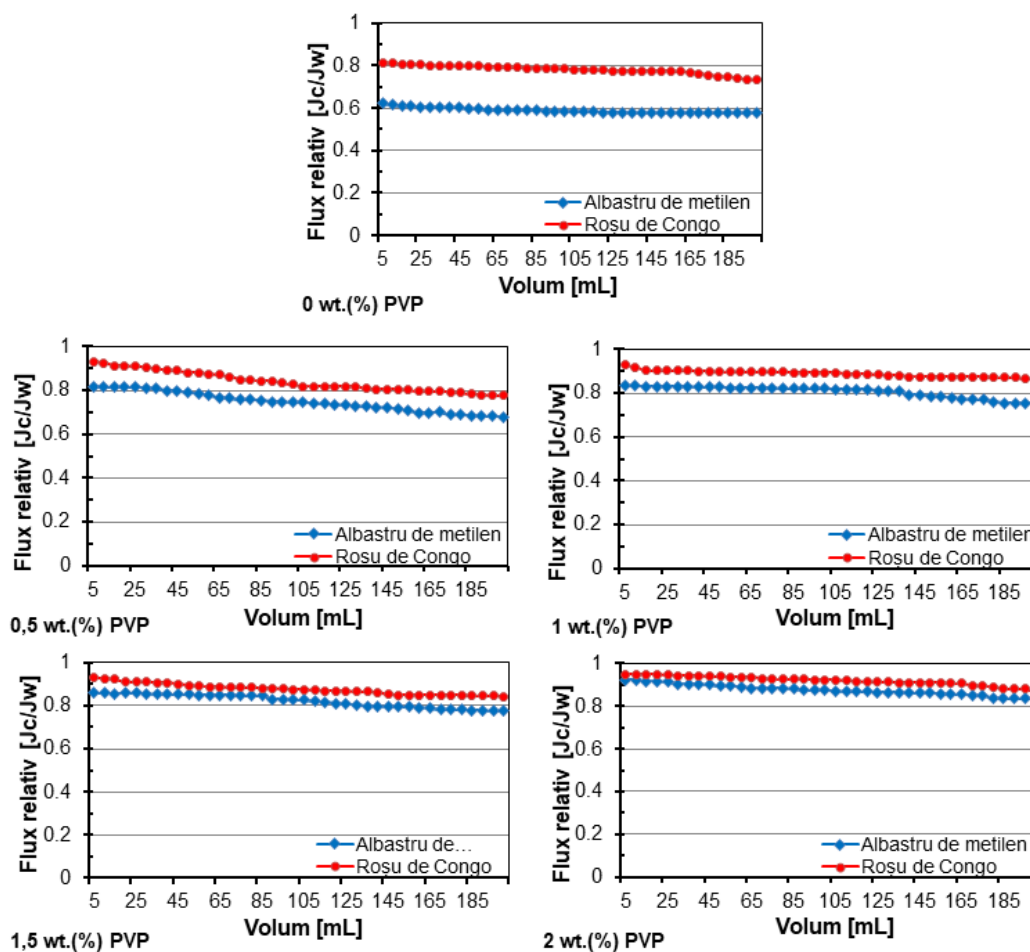 Flux relativ [Jc/Jw]
1
0.8
0.6
0.4
0.2
0
Albastru de metilen
Roșu de Congo
5 25 45 65 85 105 125 145 165 185
Volum [mL]
0 wt.(%) PVP
Flux relativ [Jc/Jw]
1
0.8
0.6
0.4
0.2
0
Albastru de metilen
Roșu de Congo
5 25 45 65 85 105 125 145 165 185
Volum [mL]
0,5 wt.(%) PVP
Flux relativ [Jc/Jw]
1
0.8
0.6
0.4
0.2
0
Albastru de metilen
Roșu de Congo
5 25 45 65 85 105 125 145 165 185
Volum [mL]
1 wt.(%) PVP
Flux relativ [Jc/Jw]
1
0.8
0.6
0.4
0.2
0
Albastru de...
Roșu de Congo
5 25 45 65 85 105 125 145 165 185
Volum [mL]
1,5 wt.(%) PVP
Flux relativ [Jc/Jw]
1
0.8
0.6
0.4
0.2
0
Albastru de metilen
Roșu de Congo
5 25 45 65 85 105 125 145 165 185
Volum [mL]
2 wt.(%) PVP